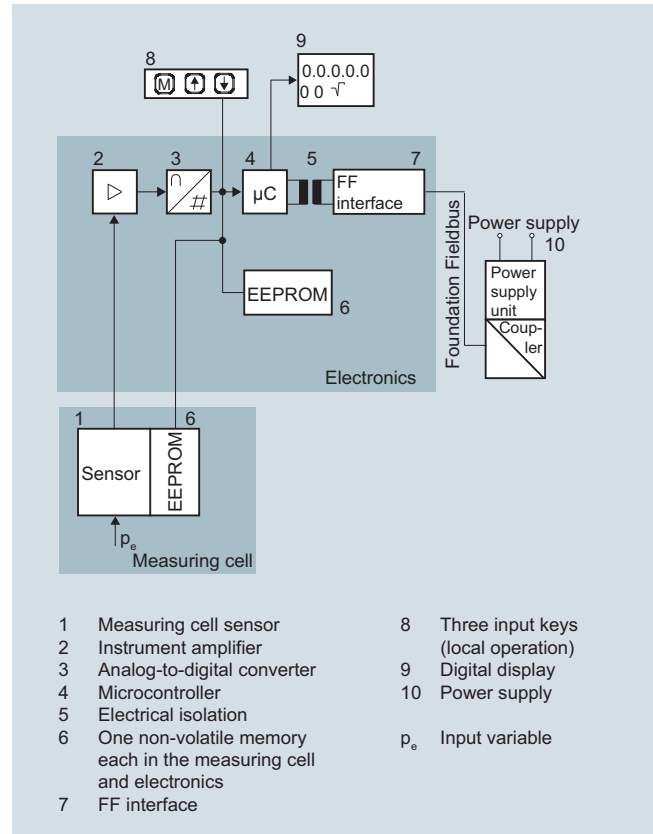 9
8
0.0.0.0.0
0 0 √
M
2
3
4
5
7
µC
FF
interface
#
Power supply
10
Foundation Fieldbus
Power
supply
unit
Coup-
ler
EEPROM
6
Electronics
1
6
Sensor
EEPROM
pe
Measuring cell
1 Measuring cell sensor
2 Instrument amplifier
3 Analog-to-digital converter
4 Microcontroller
5 Electrical isolation
6 One non-volatile memory
each in the measuring cell
and electronics
7 FF interface
8 Three input keys
(local operation)
9 Digital display
10 Power supply
pe Input variable